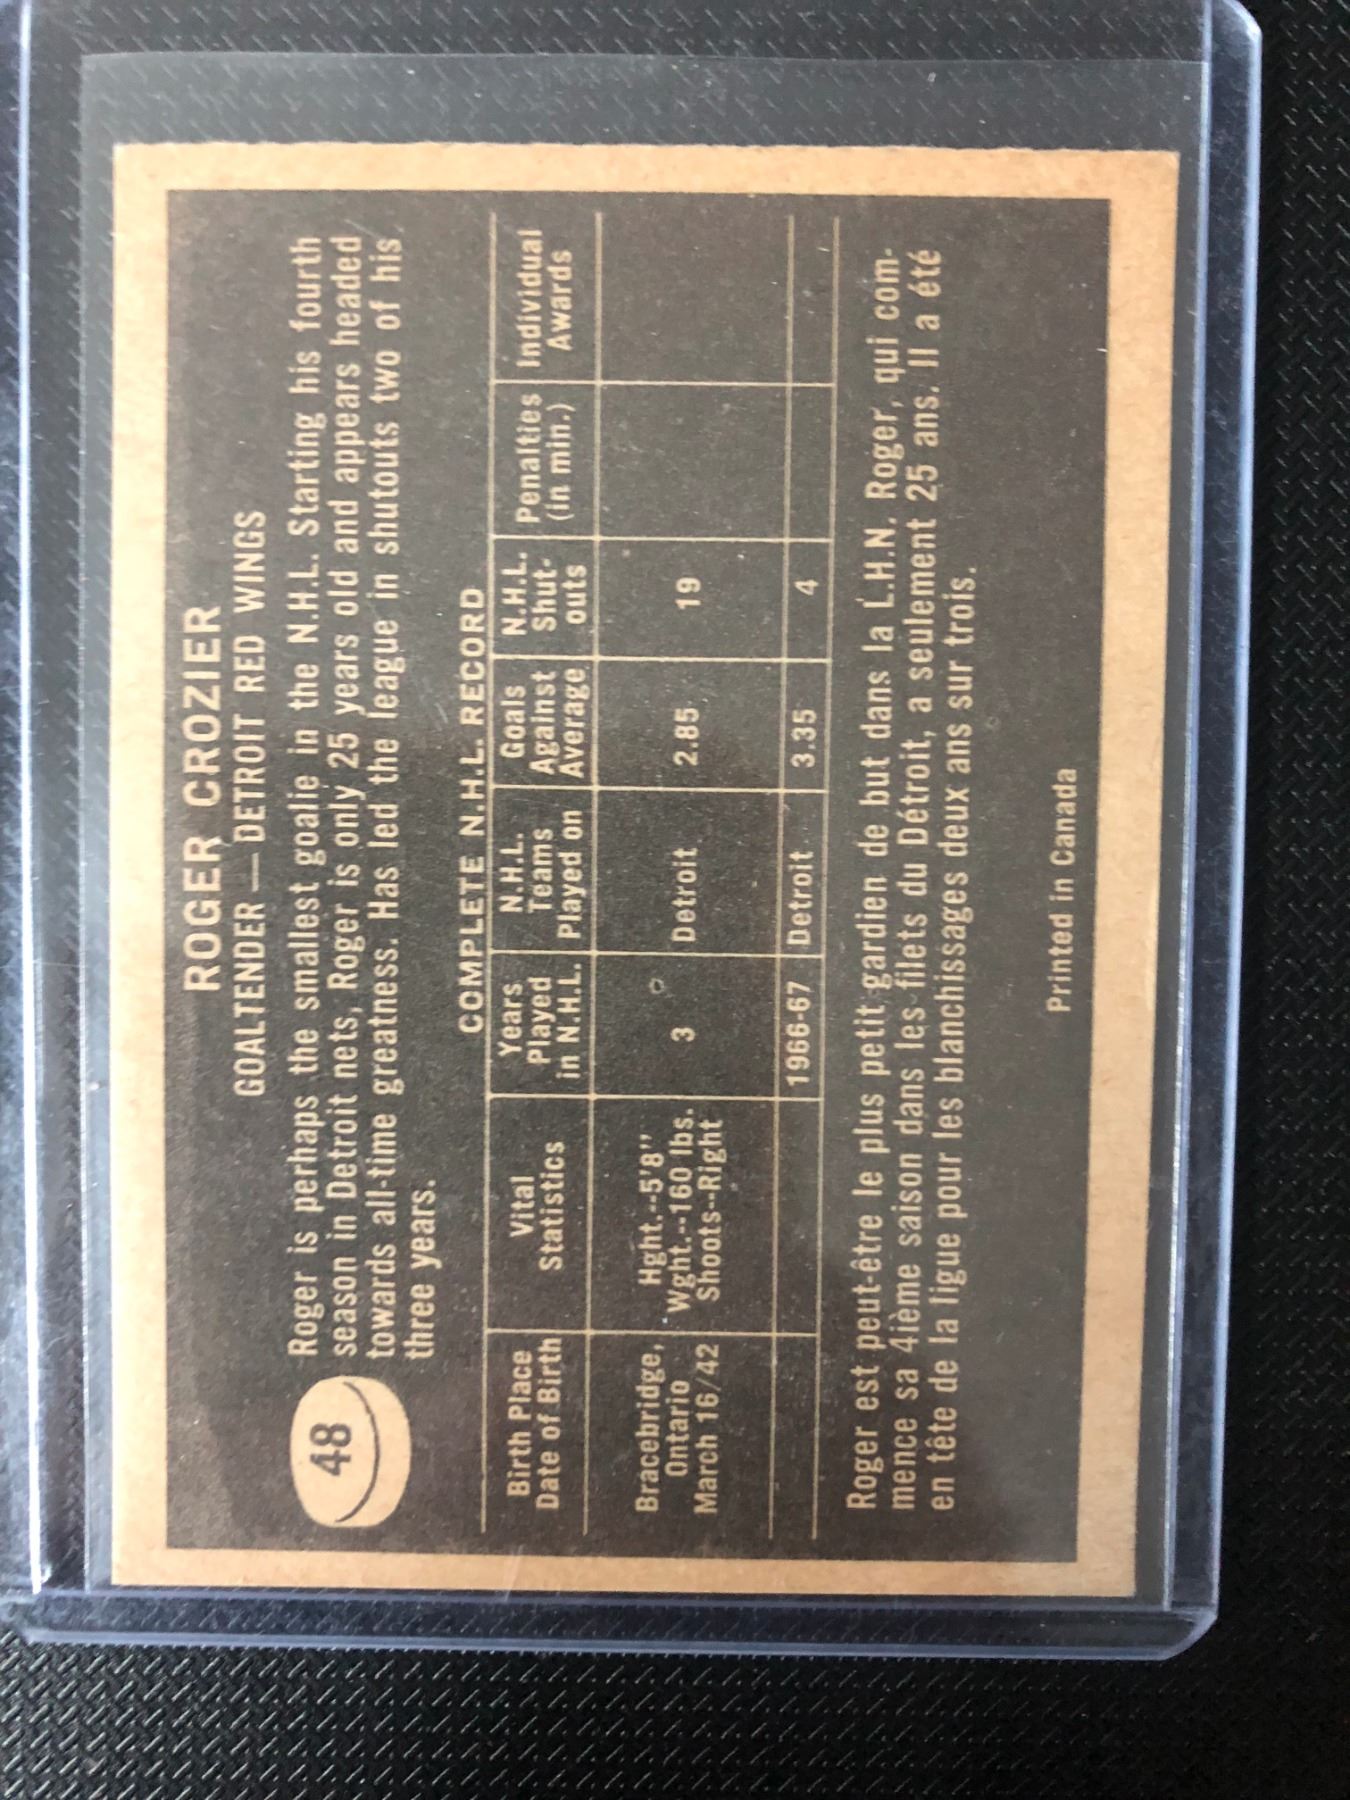 ROGER CROZIER
GOALTENDER — DETROIT RED WINGS
48
Roger is perhaps the smallest goalie in the N.H.L. Starting his fourth
season in Detroit nets, Roger is only 25 years old and appears headed
towards all-time greatness. Has led the league in shutouts two of his
three years.
COMPLETE N.H.L. RECORD
Birth Place Vital Years N.H.L. Goals N.H.L. Penalties Individual
Date of Birth Statistics Played Teams Against Shut- (in min.) Awards
in N.H.L. Played on Average outs
Bracebridge, Hght.--5'8"
Ontario Wght.--160 lbs. 3 Detroit 2.85 19
March 16/42 Shoots--Right
1966-67 Detroit 3.35 4
Roger est peut-être le plus petit gardien de but dans la L.H.N. Roger, qui com-
mence sa 4ième saison dans les filets du Détroit, a seulement 25 ans. Il a été
en tête de la ligue pour les blanchissages deux ans sur trois.
Printed in Canada